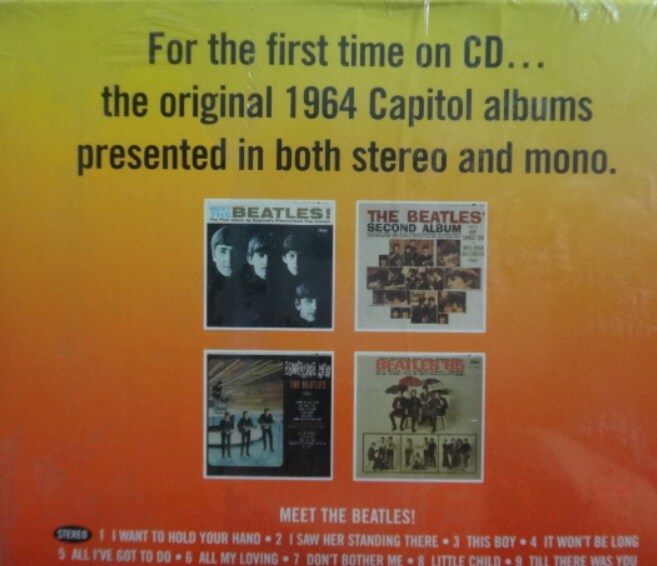 For the first time on CD...
the original 1964 Capitol albums
presented in both stereo and mono.
BEATLES!
THE BEATLES'
SECOND ALBUM
THE BEATLES
BEATLES '65
MEET THE BEATLES!
STEREO 1 I WANT TO HOLD YOUR HAND • 2 I SAW HER STANDING THERE • 3 THIS BOY • 4 IT WON'T BE LONG
5 ALL I'VE GOT TO DO • 6 ALL MY LOVING • 7 DON'T BOTHER ME • 8 LITTLE CHILD • 9 TILL THERE WAS YOU